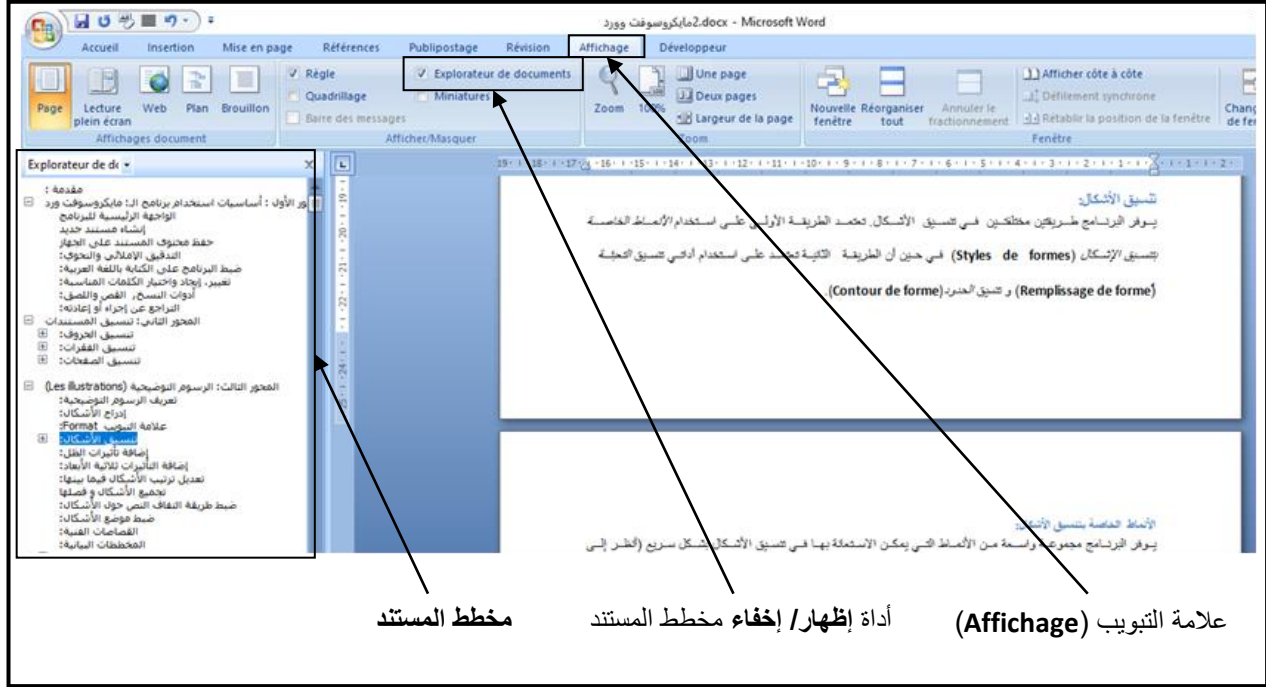 مايكروسوفت وورد2.docx - Microsoft Word
Accueil Insertion Mise en page Références Publipostage Révision Affichage Développeur
Page
Lecture plein écran
Web
Plan
Brouillon
Affichages document
Règle
Quadrillage
Barre des messages
Explorateur de documents
Miniatures
Afficher/Masquer
Zoom
100%
Une page
Deux pages
Largeur de la page
Zoom
Nouvelle fenêtre
Réorganiser tout
Annuler le fractionnement
Afficher côte à côte
Défilement synchrone
Rétablir la position de la fenêtre
Fenêtre
Explorateur de
مقدمة :
ور الأول : أساسيات استخدام برنامج الـ: مايكروسوفت ورد
الواجهة الرئيسية للبرنامج
إنشاء مستند جديد
حفظ محتوى المستند على الجهاز
التدقيق الإملائي والنحوي:
ضبط البرنامج على الكتابة باللغة العربية:
تغيير، إيجاد واختيار الكلمات المناسبة:
أدوات النسخ, القص واللصق:
التراجع عن إجراء أو إعادته:
المحور الثاني: تنسيق المستندات
تنسيق الحروف:
تنسيق الفقرات:
تنسيق الصفحات:
المحور الثالث: الرسوم التوضيحية (Les illustrations)
تعريف الرسوم التوضيحية:
إدراج الأشكال:
علامة التبويب Format:
تنسيق الأشكال:
إضافة تأثيرات الظل:
إضافة التأثيرات ثلاثية الأبعاد:
تعديل ترتيب الأشكال فيما بينها:
تجميع الأشكال و فصلها
ضبط طريقة التفاف النص حول الأشكال:
ضبط موضع الأشكال:
القصاصات الفنية:
المخططات البيانية:
تنسيق الأشكال:
يوفر البرنامج طريقتين مختلفتين في تنسيق الأشكال. تعتمد الطريقة الأولى على استخدام الأنماط الخاصة
بتنسيق الإشكال (Styles de formes) في حين أن الطريقة الثانية تعتمد على استخدام أداتي تنسيق التعبئة
(Remplissage de forme) و تنسيق الحدود (Contour de forme).
الأنماط الخاصة بتنسيق الأشكال:
يوفر البرنامج مجموعة واسعة من الأنماط التي يمكن الاستعانة بها في تنسيق الأشكال بشكل سريع (أنظر إلى
علامة التبويب (Affichage)
أداة إظهار/ إخفاء مخطط المستند
مخطط المستند